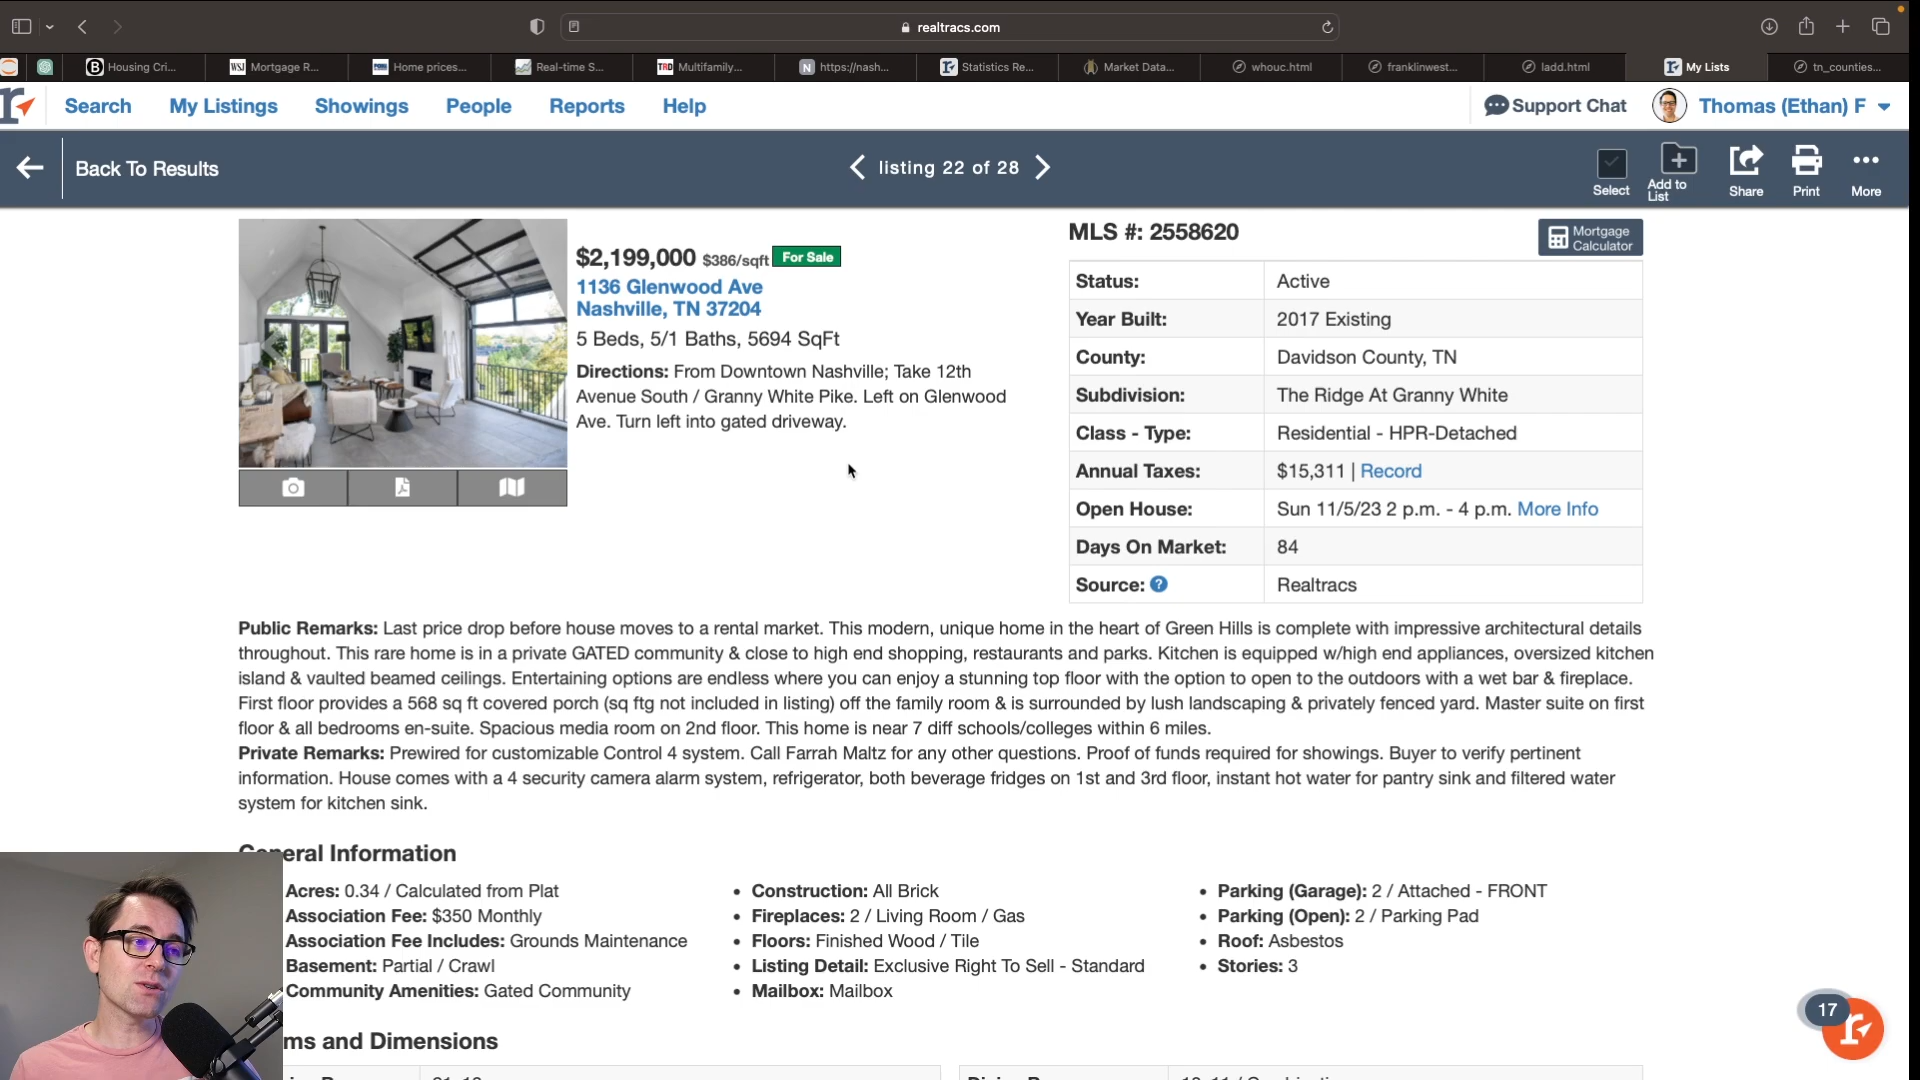 realtracs.com
Housing Cri...
WSJ Mortgage R...
Home prices...
Real-time S...
TRD Multifamily...
N https://nash...
Statistics Re...
Market Data...
whouc.html
franklinwest...
ladd.html
My Lists
tn_counties...
Search My Listings Showings People Reports Help
Support Chat
Thomas (Ethan) F
Back To Results
listing 22 of 28
Select
Add to List
Share
Print
More
$2,199,000 $386/sqft For Sale
1136 Glenwood Ave
Nashville, TN 37204
5 Beds, 5/1 Baths, 5694 SqFt
Directions: From Downtown Nashville; Take 12th
Avenue South / Granny White Pike. Left on Glenwood
Ave. Turn left into gated driveway.
MLS #: 2558620
Mortgage
Calculator
Status: Active
Year Built: 2017 Existing
County: Davidson County, TN
Subdivision: The Ridge At Granny White
Class - Type: Residential - HPR-Detached
Annual Taxes: $15,311 | Record
Open House: Sun 11/5/23 2 p.m. - 4 p.m. More Info
Days On Market: 84
Source: ? Realtracs
Public Remarks: Last price drop before house moves to a rental market. This modern, unique home in the heart of Green Hills is complete with impressive architectural details
throughout. This rare home is in a private GATED community & close to high end shopping, restaurants and parks. Kitchen is equipped w/high end appliances, oversized kitchen
island & vaulted beamed ceilings. Entertaining options are endless where you can enjoy a stunning top floor with the option to open to the outdoors with a wet bar & fireplace.
First floor provides a 568 sq ft covered porch (sq ftg not included in listing) off the family room & is surrounded by lush landscaping & privately fenced yard. Master suite on first
floor & all bedrooms en-suite. Spacious media room on 2nd floor. This home is near 7 diff schools/colleges within 6 miles.
Private Remarks: Prewired for customizable Control 4 system. Call Farrah Maltz for any other questions. Proof of funds required for showings. Buyer to verify pertinent
information. House comes with a 4 security camera alarm system, refrigerator, both beverage fridges on 1st and 3rd floor, instant hot water for pantry sink and filtered water
system for kitchen sink.
General Information
Acres: 0.34 / Calculated from Plat
Association Fee: $350 Monthly
Association Fee Includes: Grounds Maintenance
Basement: Partial / Crawl
Community Amenities: Gated Community
• Construction: All Brick
• Fireplaces: 2 / Living Room / Gas
• Floors: Finished Wood / Tile
• Listing Detail: Exclusive Right To Sell - Standard
• Mailbox: Mailbox
• Parking (Garage): 2 / Attached - FRONT
• Parking (Open): 2 / Parking Pad
• Roof: Asbestos
• Stories: 3
17
ms and Dimensions